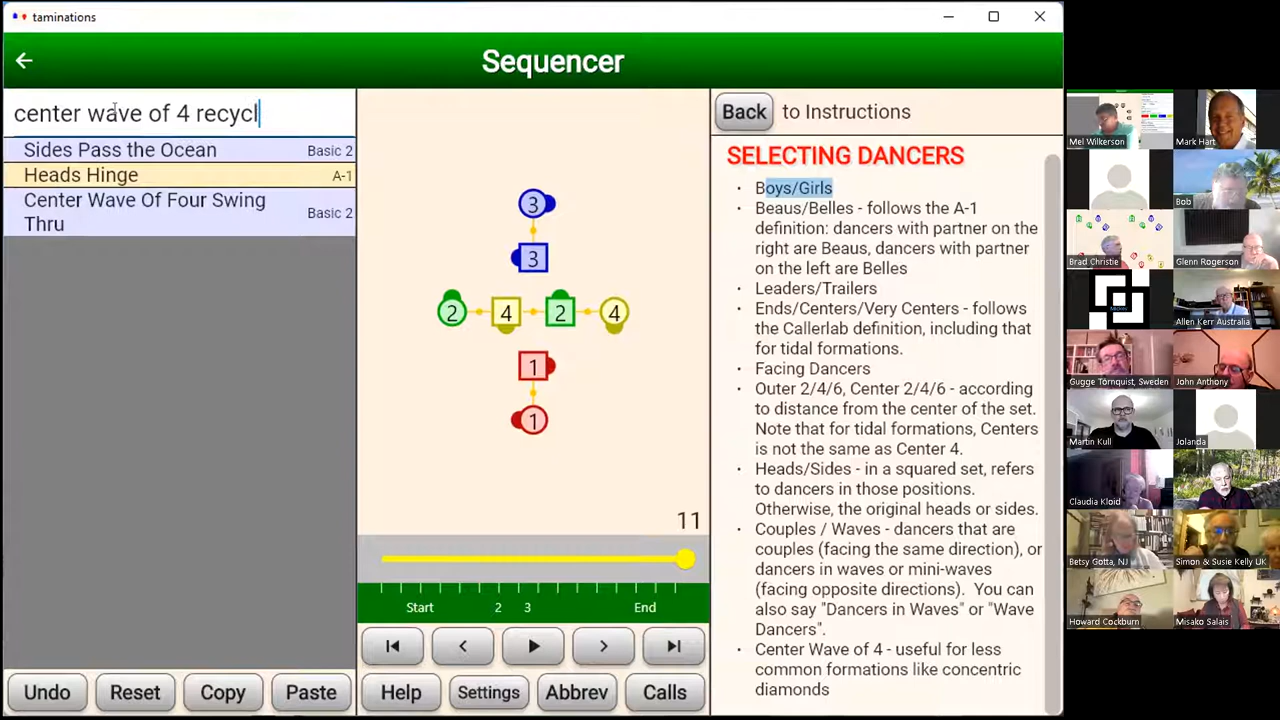 taminations
Sequencer
center wave of 4 recycl
Sides Pass the Ocean Basic 2
Heads Hinge A-1
Center Wave Of Four Swing
Thru Basic 2
3
3
2 4 2 4
1
1
11
Start 2 3 End
Undo Reset Copy Paste
Help Settings Abbrev Calls
Back to Instructions
SELECTING DANCERS
· Boys/Girls
· Beaus/Belles - follows the A-1
definition: dancers with partner on the
right are Beaus, dancers with partner
on the left are Belles
· Leaders/Trailers
· Ends/Centers/Very Centers - follows
the Callerlab definition, including that
for tidal formations.
· Facing Dancers
· Outer 2/4/6, Center 2/4/6 - according
to distance from the center of the set.
Note that for tidal formations, Centers
is not the same as Center 4.
· Heads/Sides - in a squared set, refers
to dancers in those positions.
Otherwise, the original heads or sides.
· Couples / Waves - dancers that are
couples (facing the same direction), or
dancers in waves or mini-waves
(facing opposite directions). You can
also say "Dancers in Waves" or "Wave
Dancers".
· Center Wave of 4 - useful for less
common formations like concentric
diamonds
Mel Wilkerson
Mark Hart
Bob
Brad Christie
Glenn Rogerson
Allen Kerr Australia
Gugge Törnquist, Sweden
John Anthony
Martin Kull
Jolanda
Claudia Kloid
Betsy Gotta, NJ
Simon & Susie Kelly UK
Howard Cockburn
Misako Salais